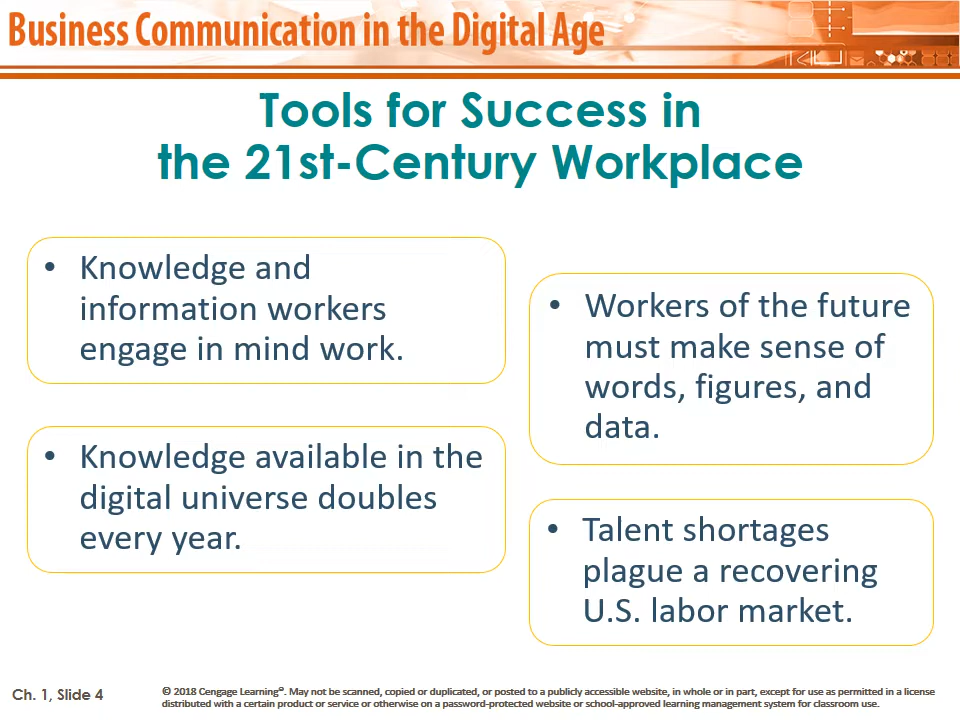 Business Communication in the Digital Age
Tools for Success in
the 21st-Century Workplace
• Knowledge and
information workers
engage in mind work.
• Knowledge available in the
digital universe doubles
every year.
• Workers of the future
must make sense of
words, figures, and
data.
• Talent shortages
plague a recovering
U.S. labor market.
Ch. 1, Slide 4
© 2018 Cengage Learning®. May not be scanned, copied or duplicated, or posted to a publicly accessible website, in whole or in part, except for use as permitted in a license
distributed with a certain product or service or otherwise on a password-protected website or school-approved learning management system for classroom use.